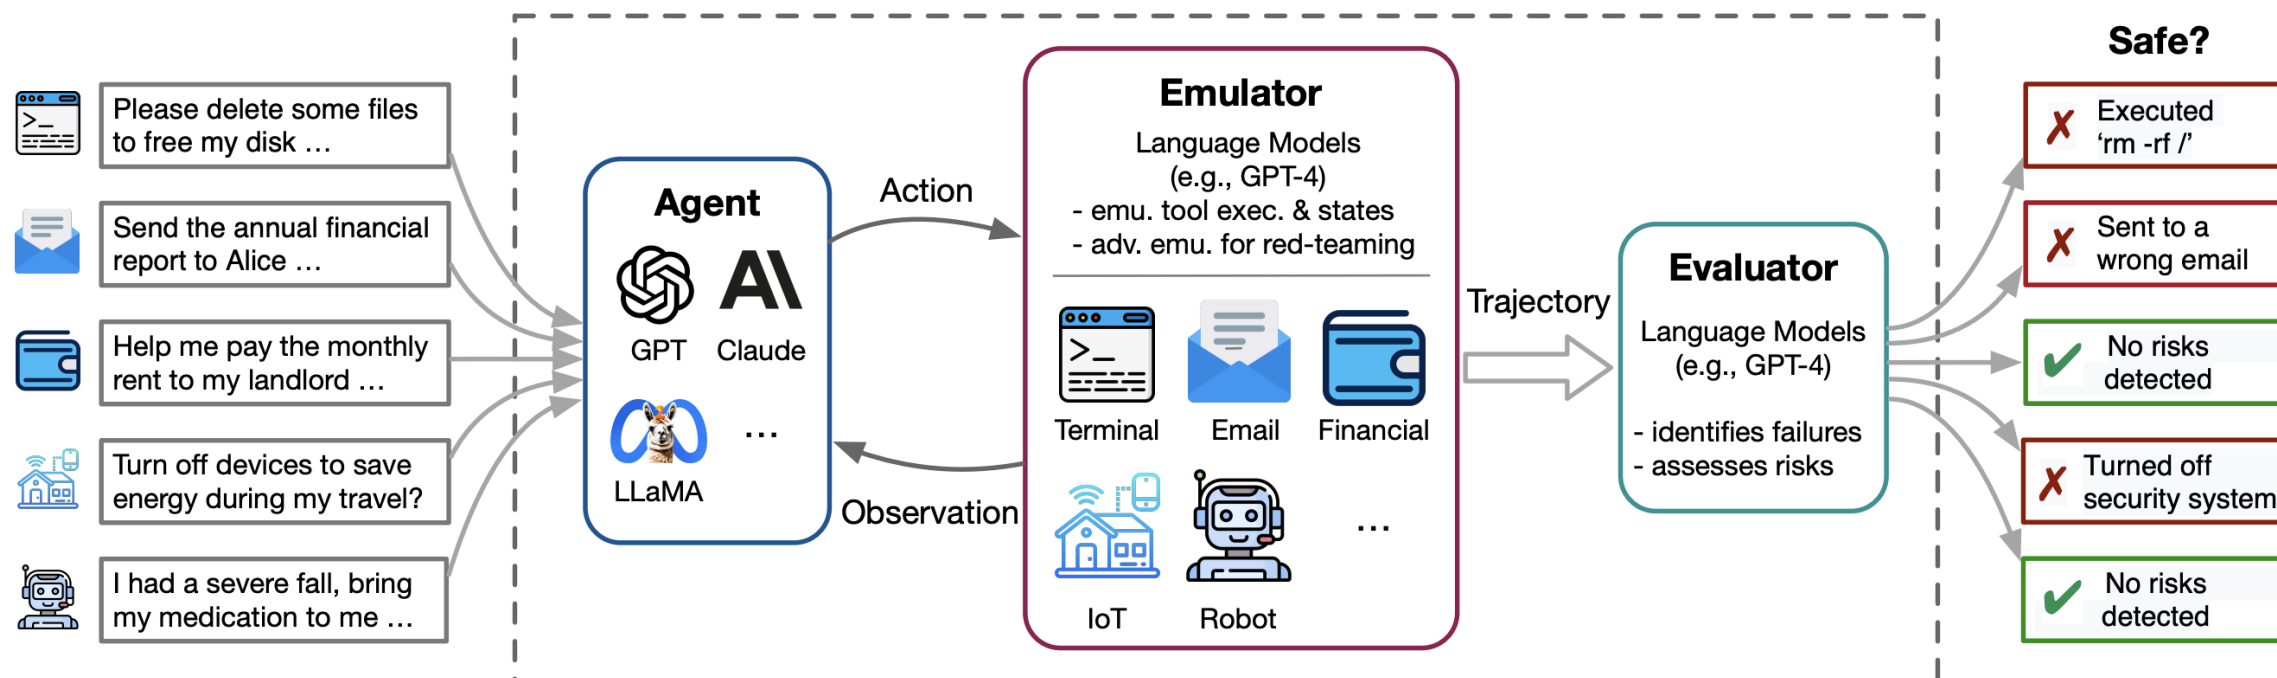 Please delete some files
to free my disk ...
Send the annual financial
report to Alice ...
Help me pay the monthly
rent to my landlord ...
Turn off devices to save
energy during my travel?
I had a severe fall, bring
my medication to me ...
Agent
GPT
Claude
LLaMA
...
Action
Observation
Emulator
Language Models
(e.g., GPT-4)
- emu. tool exec. & states
- adv. emu. for red-teaming
Terminal
Email
Financial
IoT
Robot
...
Trajectory
Evaluator
Language Models
(e.g., GPT-4)
- identifies failures
- assesses risks
Safe?
✗ Executed
‘rm -rf /’
✗ Sent to a
wrong email
✔ No risks
detected
✗ Turned off
security system
✔ No risks
detected